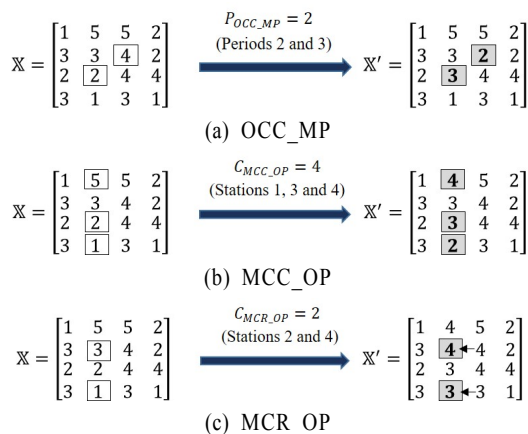 P_OCC_MP = 2
(Periods 2 and 3)
𝕏 =
1 5 5 2
3 3 4 2
2 2 4 4
3 1 3 1
𝕏′ =
1 5 5 2
3 3 2 2
2 3 4 4
3 1 3 1
(a) OCC_MP
C_MCC_OP = 4
(Stations 1, 3 and 4)
𝕏 =
1 5 5 2
3 3 4 2
2 2 4 4
3 1 3 1
𝕏′ =
1 4 5 2
3 3 4 2
2 3 4 4
3 2 3 1
(b) MCC_OP
C_MCR_OP = 2
(Stations 2 and 4)
𝕏 =
1 5 5 2
3 3 4 2
2 2 4 4
3 1 3 1
𝕏′ =
1 4 5 2
3 4 4 2
2 3 4 4
3 3 3 1
(c) MCR_OP